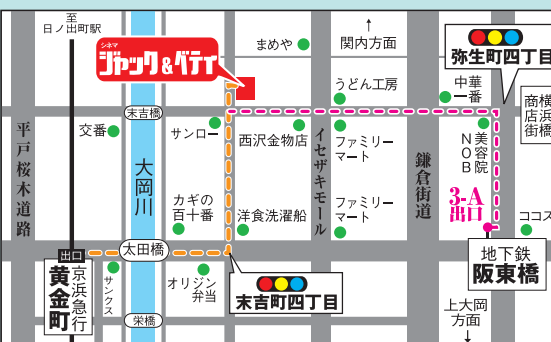 至
日ノ出町駅
シネマ
ジャック&ベティ
まめや
↑
関内方面
弥生町四丁目
うどん工房
中華
一番
横浜橋
商店街
末吉橋
交番
サンロー
西沢金物店
ファミリー
マート
美容院
NOB
平戸桜木道路
大岡川
イセザキモール
鎌倉街道
カギの
百十番
洋食洗濯船
ファミリー
マート
3-A
出口
ココス
太田橋
出口
京浜急行
黄金町
サンクス
オリジン
弁当
末吉町四丁目
地下鉄
阪東橋
栄橋
上大岡
方面
↓